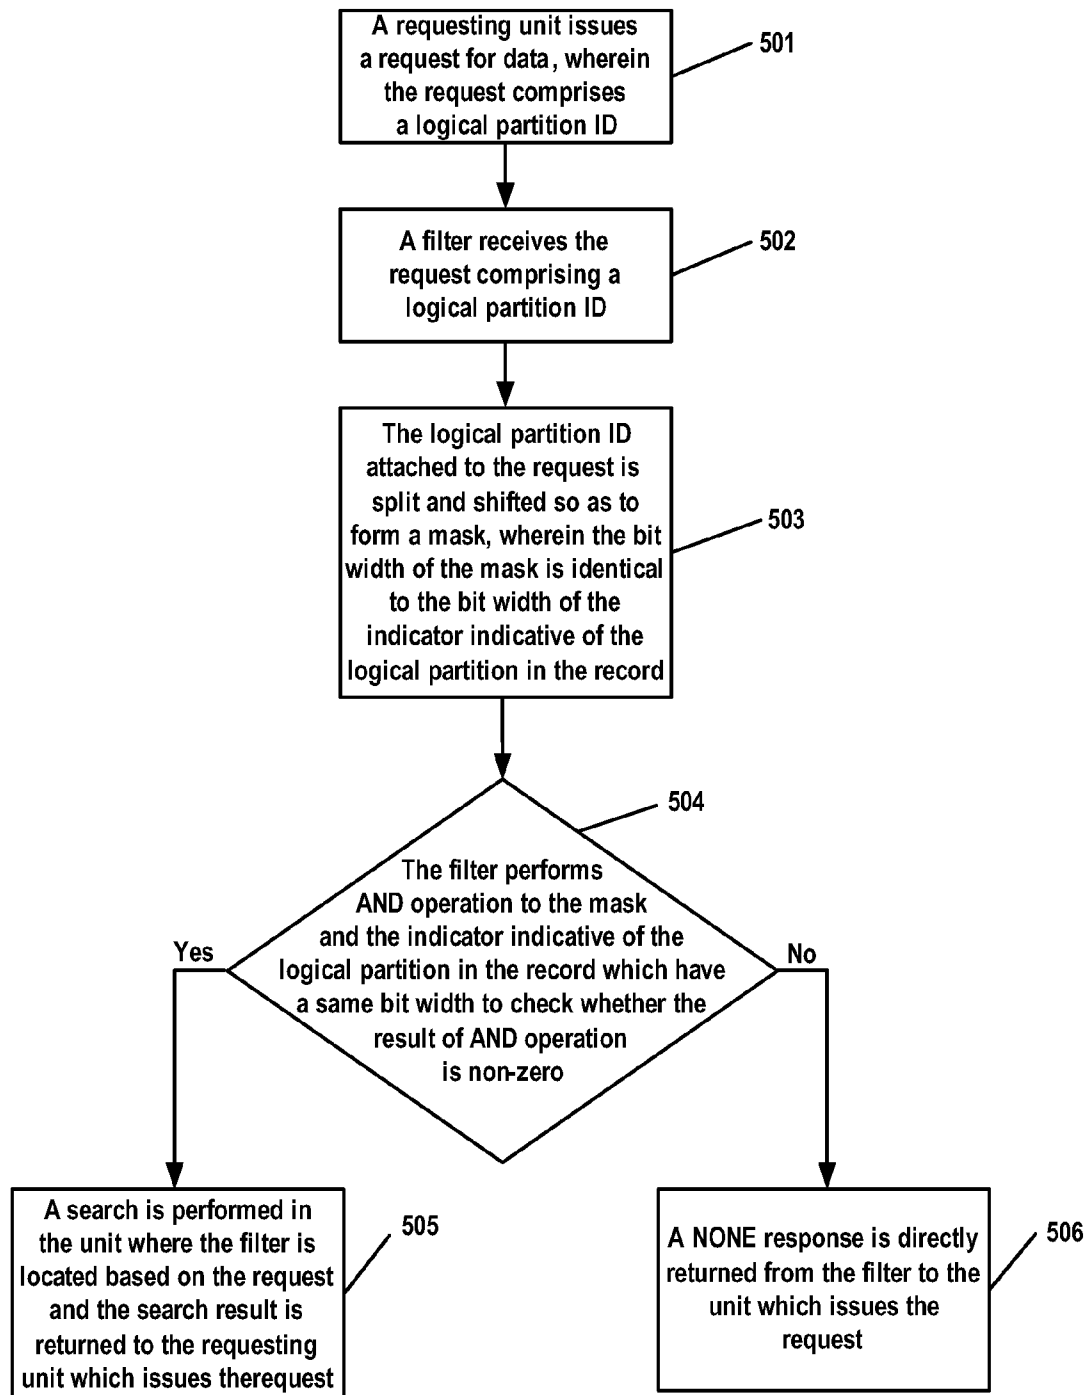 A requesting unit issues
a request for data, wherein
the request comprises
a logical partition ID
501
A filter receives the
request comprising a
logical partition ID
502
The logical partition ID
attached to the request is
split and shifted so as to
form a mask, wherein the bit
width of the mask is identical
to the bit width of the
indicator indicative of the
logical partition in the record
503
504
The filter performs
AND operation to the mask
and the indicator indicative of the
logical partition in the record which have
a same bit width to check whether the
result of AND operation
is non-zero
Yes
No
A search is performed in
the unit where the filter is
located based on the request
and the search result is
returned to the requesting
unit which issues therequest
505
A NONE response is directly
returned from the filter to the
unit which issues the
request
506